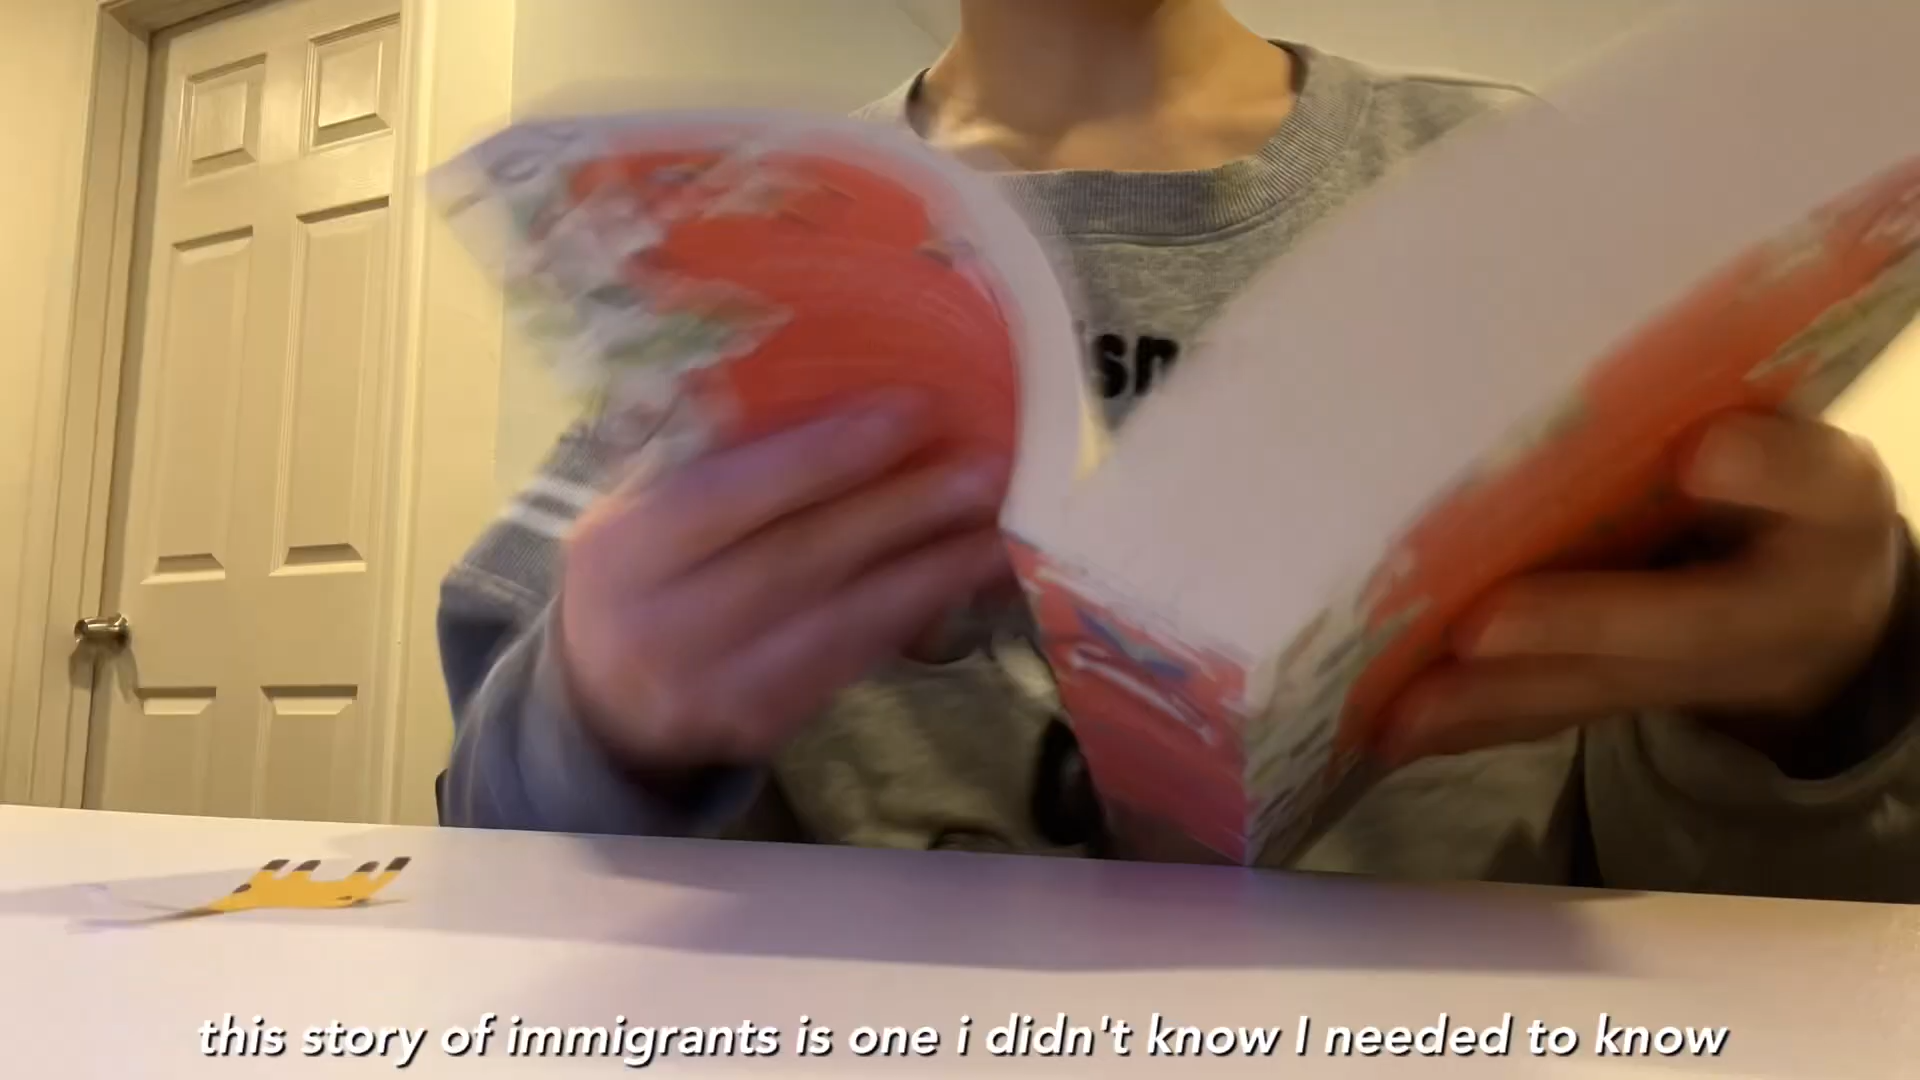 this story of immigrants is one i didn't know I needed to know